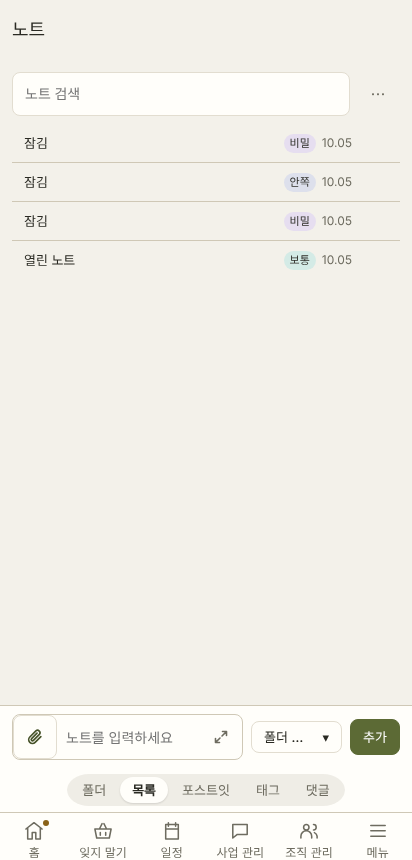 노트
노트 검색 ...
잠김 비밀 10.05
잠김 안쪽 10.05
잠김 비밀 10.05
열린 노트 보통 10.05
노트를 입력하세요 폴더 ... ▾ 추가
폴더 목록 포스트잇 태그 댓글
홈 잊지 말기 일정 사업 관리 조직 관리 메뉴